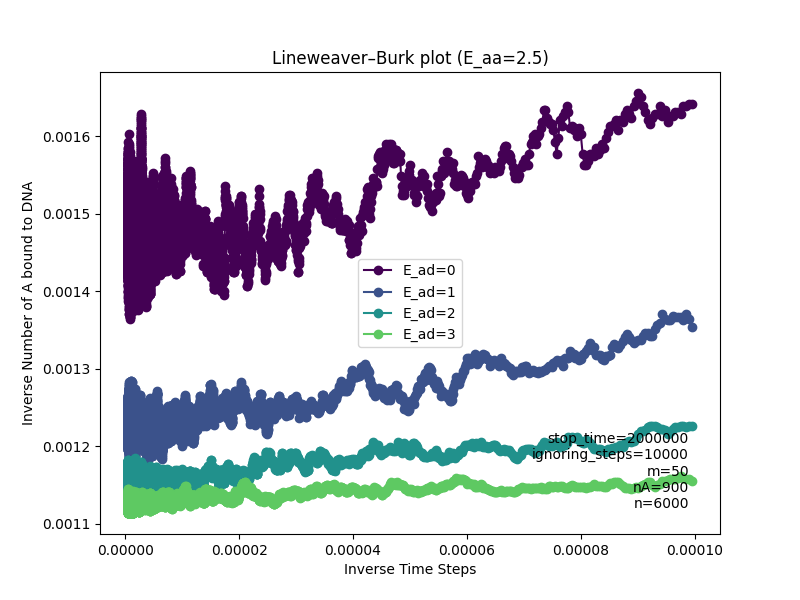 Lineweaver–Burk plot (E_aa=2.5)
Inverse Number of A bound to DNA
0.0016
0.0015
0.0014
0.0013
0.0012
0.0011
E_ad=0
E_ad=1
E_ad=2
E_ad=3
stop_time=2000000
ignoring_steps=10000
m=50
nA=900
n=6000
0.00000
0.00002
0.00004
0.00006
0.00008
0.00010
Inverse Time Steps